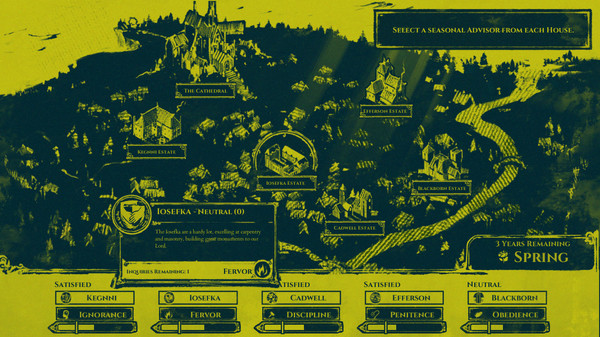 Select a seasonal Advisor from each House.
The Cathedral
Efferson Estate
Kegnni Estate
Iosefka Estate
Blackborn Estate
Cadwell Estate
Iosefka - Neutral (0)
The Iosefka are a hardy lot, excelling at carpentry
and masonry, building great monuments to our
Lord.
Inquiries Remaining: 1
Fervor
3 Years Remaining
Spring
Satisfied
Satisfied
Satisfied
Neutral
Kegnni
Iosefka
Cadwell
Efferson
Blackborn
Ignorance
Fervor
Discipline
Penitence
Obedience